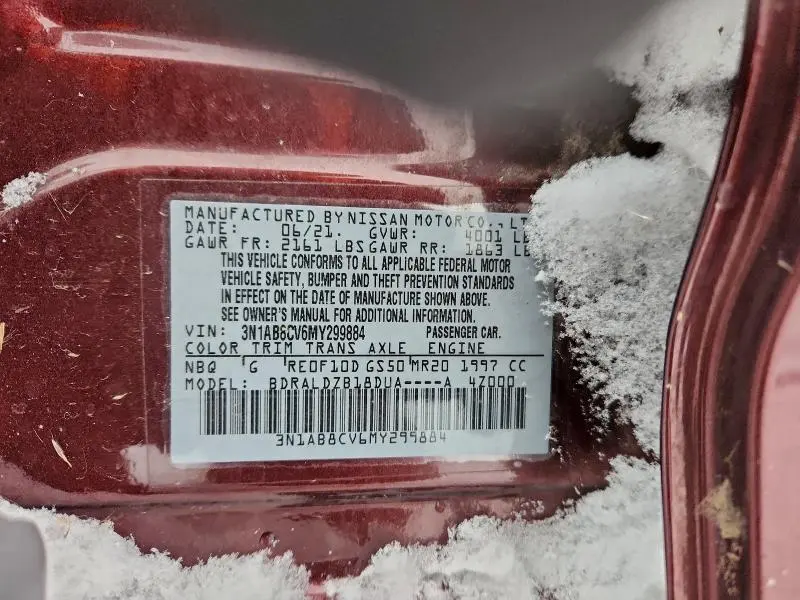 MANUFACTURED BY NISSAN MOTOR CO., LT
DATE: 06/21. GVWR: 4001 LB
GAWR FR: 2161 LBS GAWR RR: 1863 LB
THIS VEHICLE CONFORMS TO ALL APPLICABLE FEDERAL MOTOR
VEHICLE SAFETY, BUMPER AND THEFT PREVENTION STANDARDS
IN EFFECT ON THE DATE OF MANUFACTURE SHOWN ABOVE.
SEE OWNER'S MANUAL FOR ADDITIONAL INFORMATION.
VIN: 3N1AB8CV6MY299884 PASSENGER CAR.
COLOR TRIM TRANS AXLE ENGINE
NBQ G RE0F10D GS50 MR20 1997 CC
MODEL: BDRALDZB18DUA----A 4Z000
3N1AB8CV6MY299884